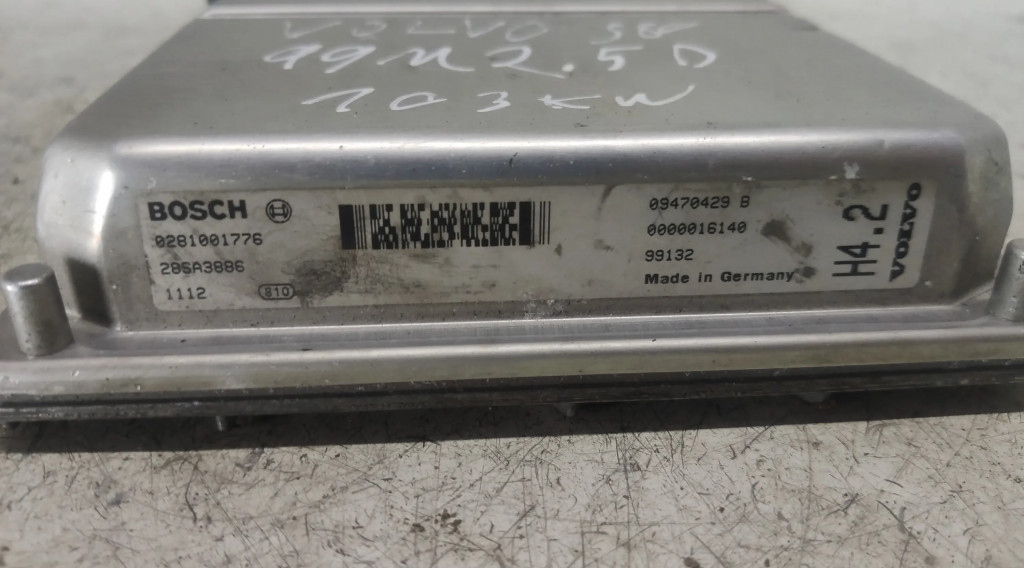 VOLVO
99M 2.5D
103KW
BOSCH
0281001776
28SA3886
1112
810
09470429 B
0000016140
99132
Made in Germany
H4.2
VOLVO